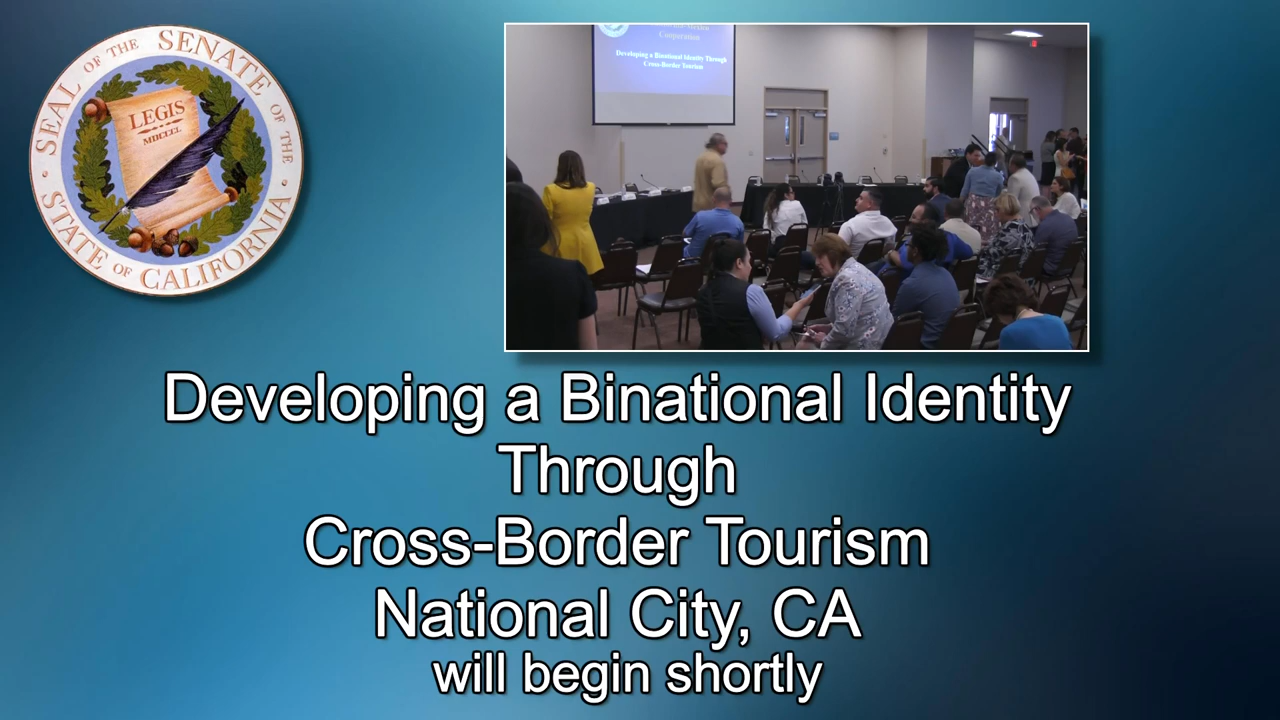 SEAL OF THE SENATE OF THE
STATE OF CALIFORNIA
LEGIS
MDCCCL
Cooperation
Developing a Binational Identity Through
Cross-Border Tourism
Developing a Binational Identity
Through
Cross-Border Tourism
National City, CA
will begin shortly